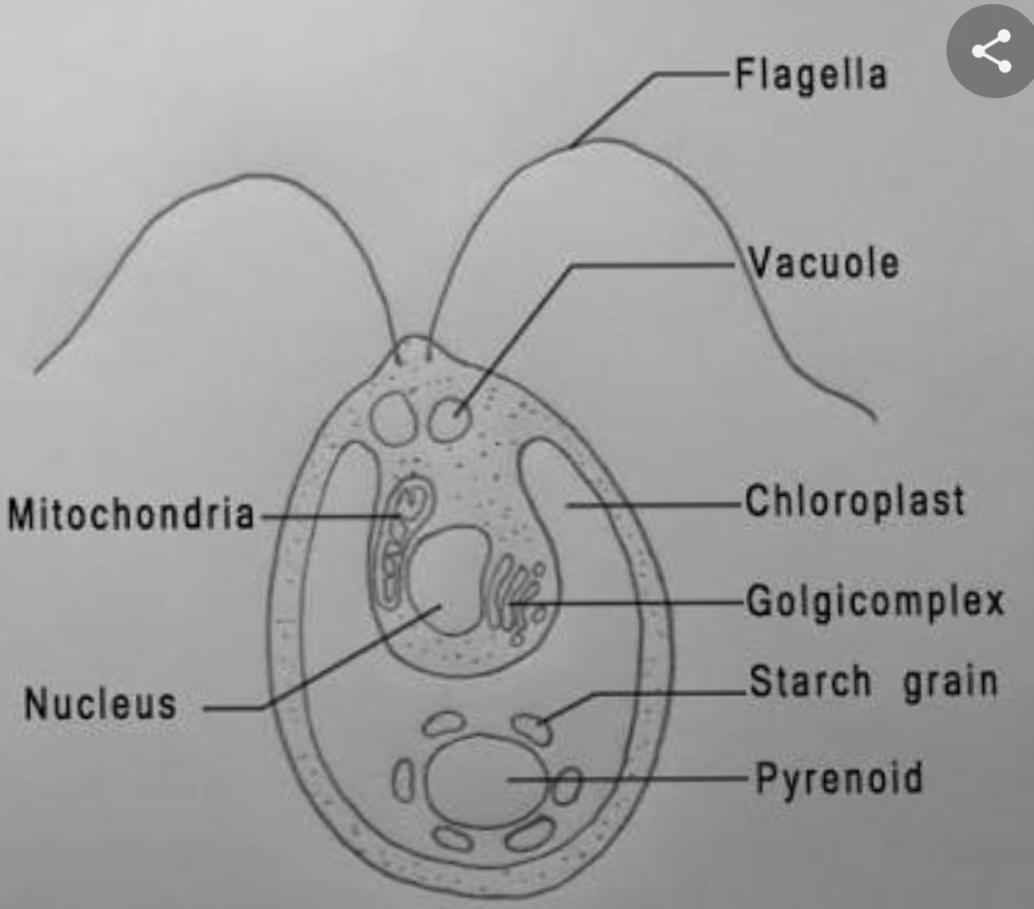 Flagella
Vacuole
Mitochondria
Chloroplast
Golgicomplex
Nucleus
Starch grain
Pyrenoid